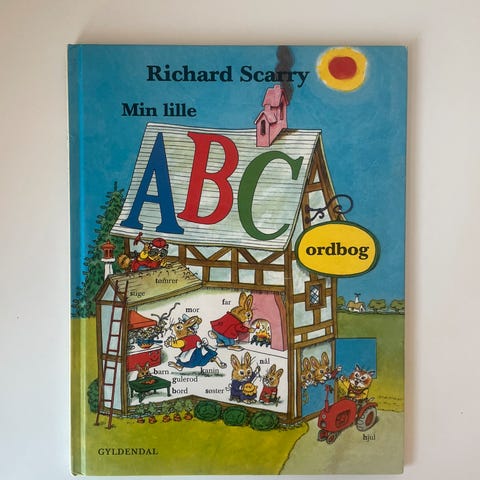 Richard Scarry
Min lille
ABC
ordbog
tømrer
stige
far
mor
nål
barn
kanin
gulerod
bord
søster
hjul
GYLDENDAL